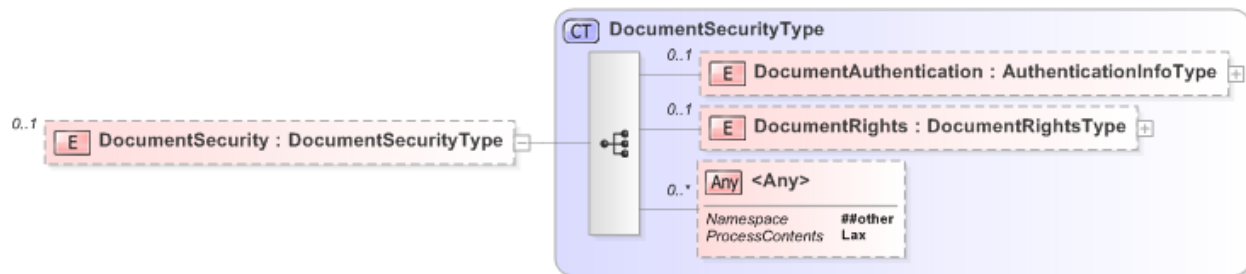 CT DocumentSecurityType
0..1
E DocumentAuthentication : AuthenticationInfoType
0..1
E DocumentRights : DocumentRightsType
0..1
E DocumentSecurity : DocumentSecurityType
0..*
Any <Any>
Namespace ##other
ProcessContents Lax